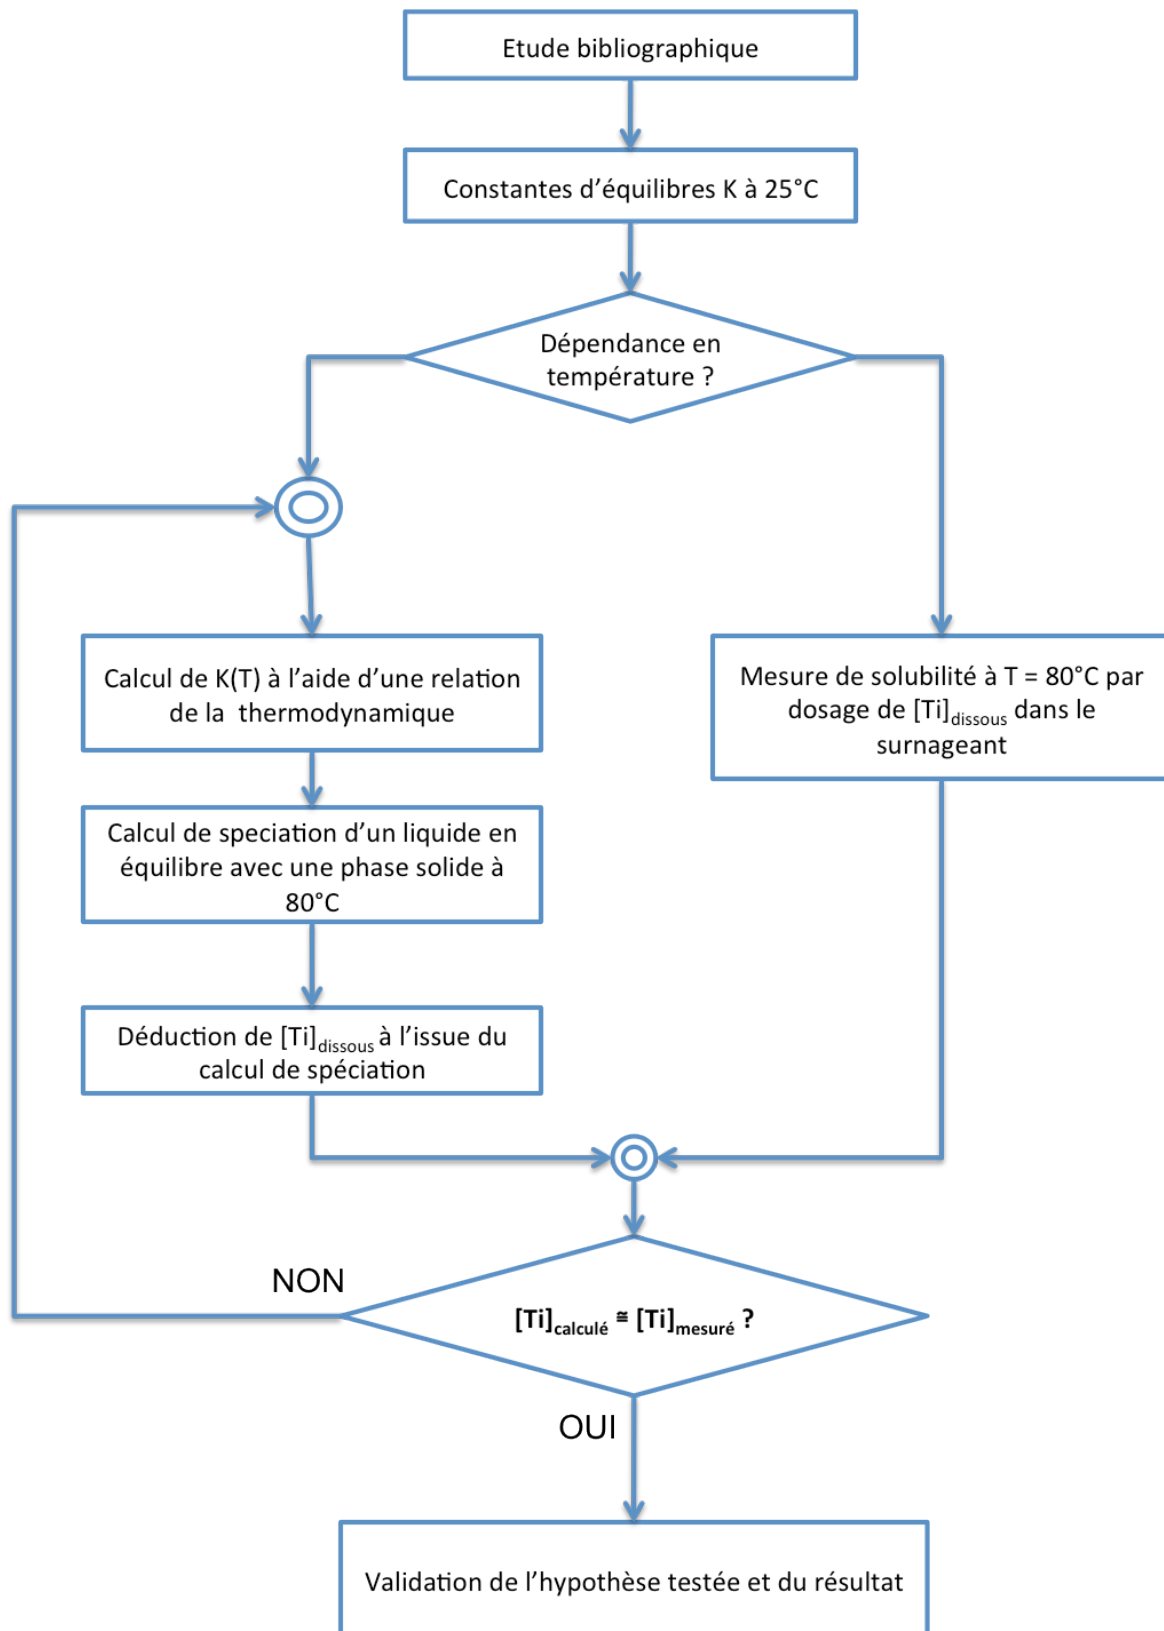 Etude bibliographique
Constantes d'équilibres K à 25°C
Dépendance en
température ?
Calcul de K(T) à l'aide d'une relation
de la thermodynamique
Mesure de solubilité à T = 80°C par
dosage de [Ti]dissous dans le
surnageant
Calcul de speciation d'un liquide en
équilibre avec une phase solide à
80°C
Déduction de [Ti]dissous à l'issue du
calcul de spéciation
NON
[Ti]calculé ≅ [Ti]mesuré ?
OUI
Validation de l'hypothèse testée et du résultat